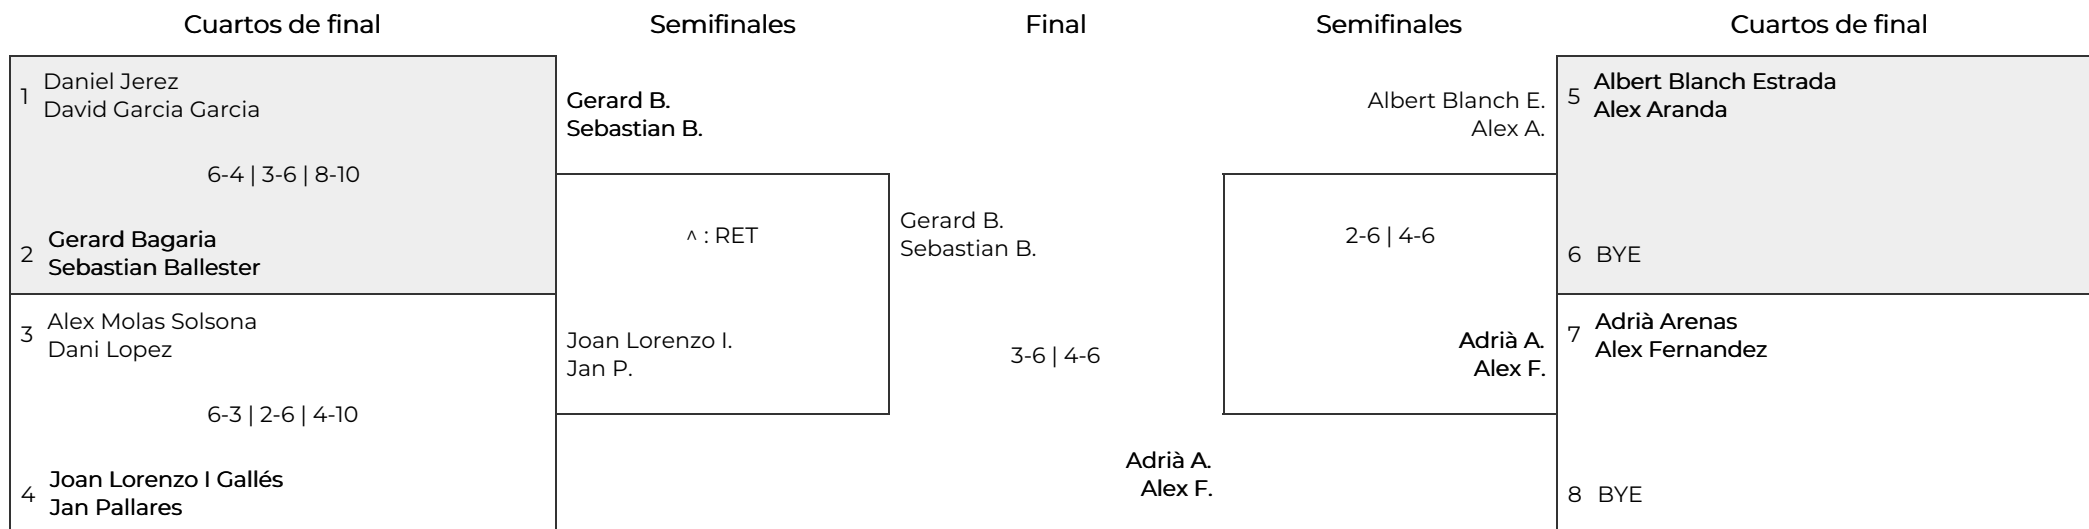 Cuartos de final
Semifinales
Final
Semifinales
Cuartos de final
1
Daniel Jerez
David Garcia Garcia
6-4 | 3-6 | 8-10
2
Gerard Bagaria
Sebastian Ballester
3
Alex Molas Solsona
Dani Lopez
6-3 | 2-6 | 4-10
4
Joan Lorenzo I Gallés
Jan Pallares
Gerard B.
Sebastian B.
^ : RET
Joan Lorenzo I.
Jan P.
Gerard B.
Sebastian B.
3-6 | 4-6
Adrià A.
Alex F.
Albert Blanch E.
Alex A.
2-6 | 4-6
Adrià A.
Alex F.
5
Albert Blanch Estrada
Alex Aranda
6 BYE
7
Adrià Arenas
Alex Fernandez
8 BYE